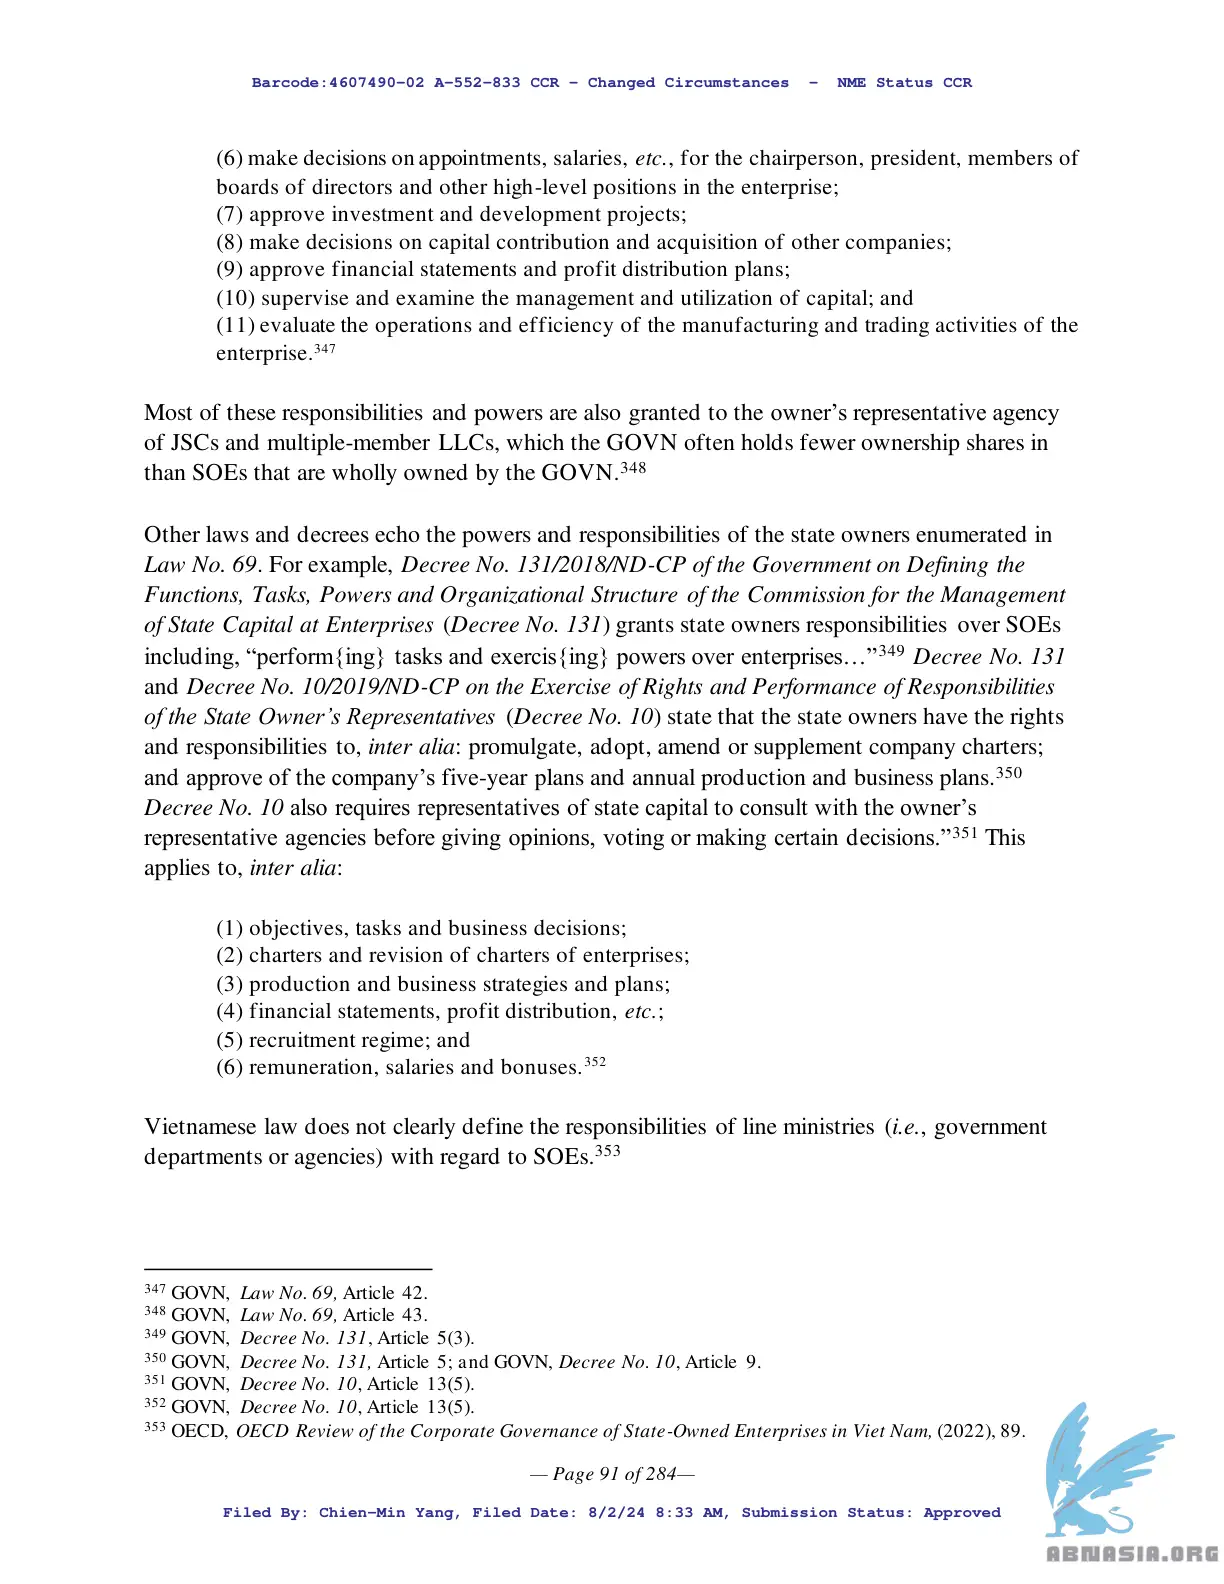 Barcode:4607490-02 A-552-833 CCR - Changed Circumstances - NME Status CCR
(6) make decisions on appointments, salaries, etc., for the chairperson, president, members of
boards of directors and other high-level positions in the enterprise;
(7) approve investment and development projects;
(8) make decisions on capital contribution and acquisition of other companies;
(9) approve financial statements and profit distribution plans;
(10) supervise and examine the management and utilization of capital; and
(11) evaluate the operations and efficiency of the manufacturing and trading activities of the
enterprise.347
Most of these responsibilities and powers are also granted to the owner’s representative agency
of JSCs and multiple-member LLCs, which the GOVN often holds fewer ownership shares in
than SOEs that are wholly owned by the GOVN.348
Other laws and decrees echo the powers and responsibilities of the state owners enumerated in
Law No. 69. For example, Decree No. 131/2018/ND-CP of the Government on Defining the
Functions, Tasks, Powers and Organizational Structure of the Commission for the Management
of State Capital at Enterprises (Decree No. 131) grants state owners responsibilities over SOEs
including, “perform{ing} tasks and exercis{ing} powers over enterprises…”349 Decree No. 131
and Decree No. 10/2019/ND-CP on the Exercise of Rights and Performance of Responsibilities
of the State Owner’s Representatives (Decree No. 10) state that the state owners have the rights
and responsibilities to, inter alia: promulgate, adopt, amend or supplement company charters;
and approve of the company’s five-year plans and annual production and business plans.350
Decree No. 10 also requires representatives of state capital to consult with the owner’s
representative agencies before giving opinions, voting or making certain decisions.”351 This
applies to, inter alia:
(1) objectives, tasks and business decisions;
(2) charters and revision of charters of enterprises;
(3) production and business strategies and plans;
(4) financial statements, profit distribution, etc.;
(5) recruitment regime; and
(6) remuneration, salaries and bonuses.352
Vietnamese law does not clearly define the responsibilities of line ministries (i.e., government
departments or agencies) with regard to SOEs.353
347 GOVN, Law No. 69, Article 42.
348 GOVN, Law No. 69, Article 43.
349 GOVN, Decree No. 131, Article 5(3).
350 GOVN, Decree No. 131, Article 5; and GOVN, Decree No. 10, Article 9.
351 GOVN, Decree No. 10, Article 13(5).
352 GOVN, Decree No. 10, Article 13(5).
353 OECD, OECD Review of the Corporate Governance of State-Owned Enterprises in Viet Nam, (2022), 89.
— Page 91 of 284—
Filed By: Chien-Min Yang, Filed Date: 8/2/24 8:33 AM, Submission Status: Approved
ABNASIA.ORG